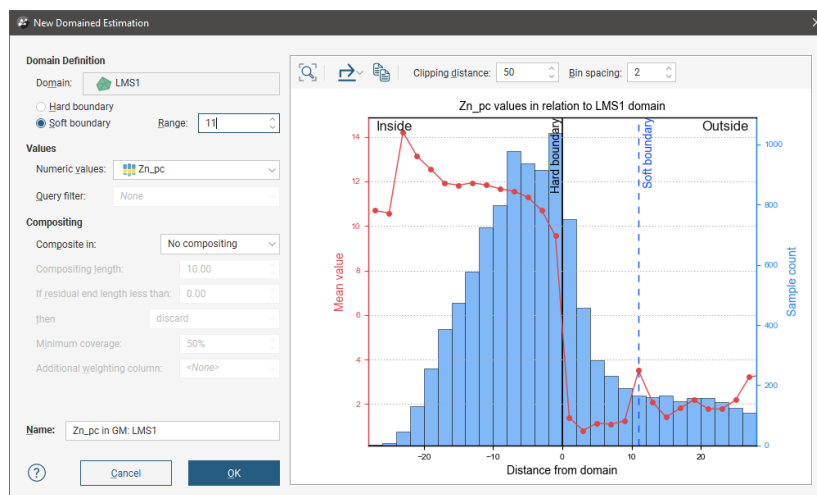 New Domained Estimation
Domain Definition
Domain: LMS1
Hard boundary
Soft boundary Range: 11
Values
Numeric values: Zn_pc
Query filter: None
Compositing
Composite in: No compositing
Compositing length: 10.00
If residual end length less than: 0.00
then discard
Minimum coverage: 50%
Additional weighting column: <None>
Name: Zn_pc in GM: LMS1
? Cancel OK
Clipping distance: 50 Bin spacing: 2
Zn_pc values in relation to LMS1 domain
Inside Outside
Hard boundary
Soft boundary
Mean value
14
12
10
8
6
4
2
Sample count
1000
800
600
400
200
0
−20 −10 0 10 20
Distance from domain